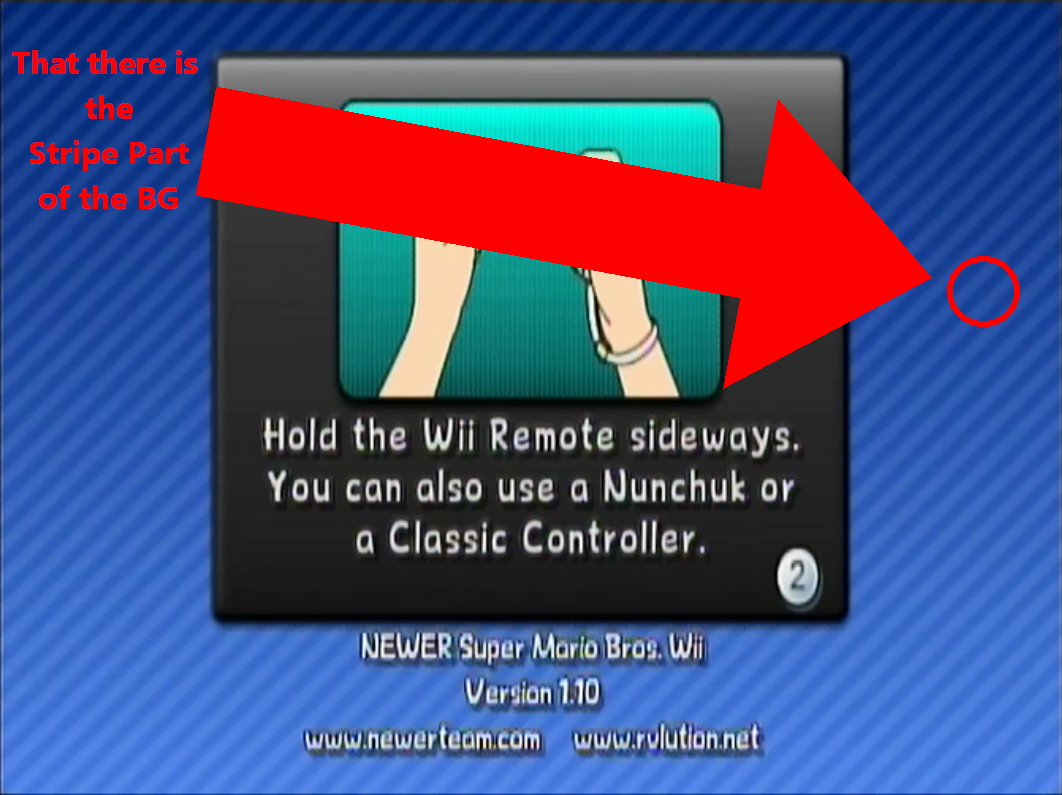 That there is
the
Stripe Part
of the BG
Hold the Wii Remote sideways.
You can also use a Nunchuk or
a Classic Controller.
2
NEWER Super Mario Bros. Wii
Version 1.10
www.newerteam.com www.rvlution.net